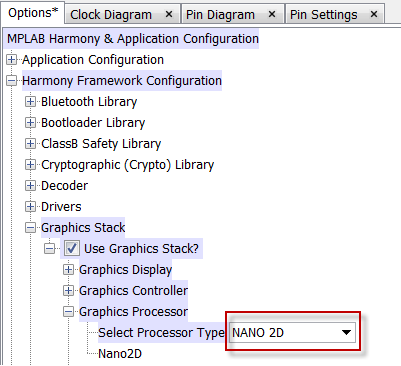 Options* Clock Diagram Pin Diagram Pin Settings
MPLAB Harmony & Application Configuration
Application Configuration
Harmony Framework Configuration
Bluetooth Library
Bootloader Library
ClassB Safety Library
Cryptographic (Crypto) Library
Decoder
Drivers
Graphics Stack
Use Graphics Stack?
Graphics Display
Graphics Controller
Graphics Processor
Select Processor Type NANO 2D
Nano2D